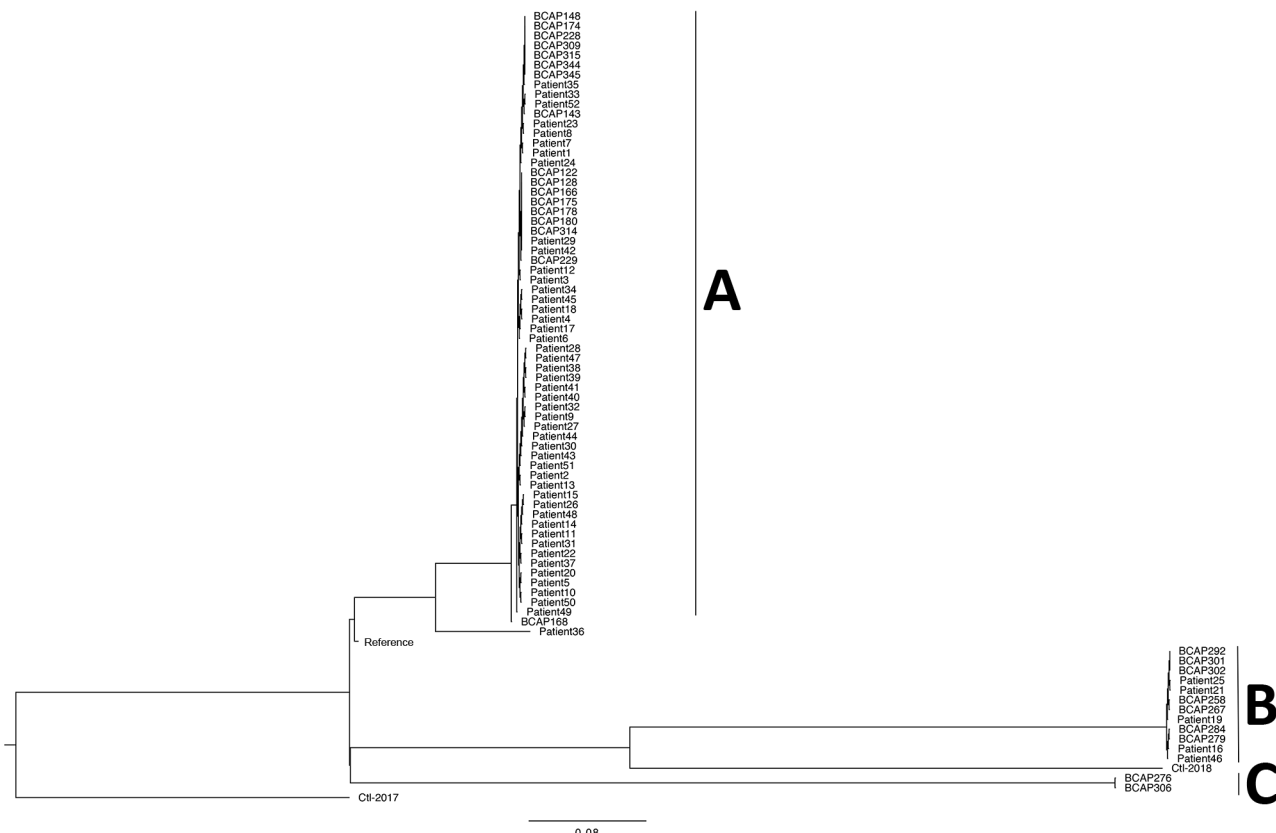 BCAP148
BCAP174
BCAP228
BCAP309
BCAP315
BCAP344
BCAP345
Patient35
Patient33
Patient52
BCAP143
Patient23
Patient8
Patient7
Patient1
Patient24
BCAP122
BCAP128
BCAP166
BCAP175
BCAP178
BCAP180
BCAP314
Patient29
Patient42
BCAP229
Patient12
Patient3
Patient34
Patient45
Patient18
Patient4
Patient17
Patient6
Patient28
Patient47
Patient38
Patient39
Patient41
Patient40
Patient32
Patient9
Patient27
Patient44
Patient30
Patient43
Patient51
Patient2
Patient13
Patient15
Patient26
Patient48
Patient14
Patient11
Patient31
Patient22
Patient37
Patient20
Patient5
Patient10
Patient50
Patient49
BCAP168
Patient36
A
Reference
BCAP292
BCAP301
BCAP302
Patient25
Patient21
BCAP258
BCAP267
Patient19
BCAP284
BCAP279
Patient16
Patient46
B
Ctl-2018
BCAP276
BCAP306
C
Ctl-2017
0.08